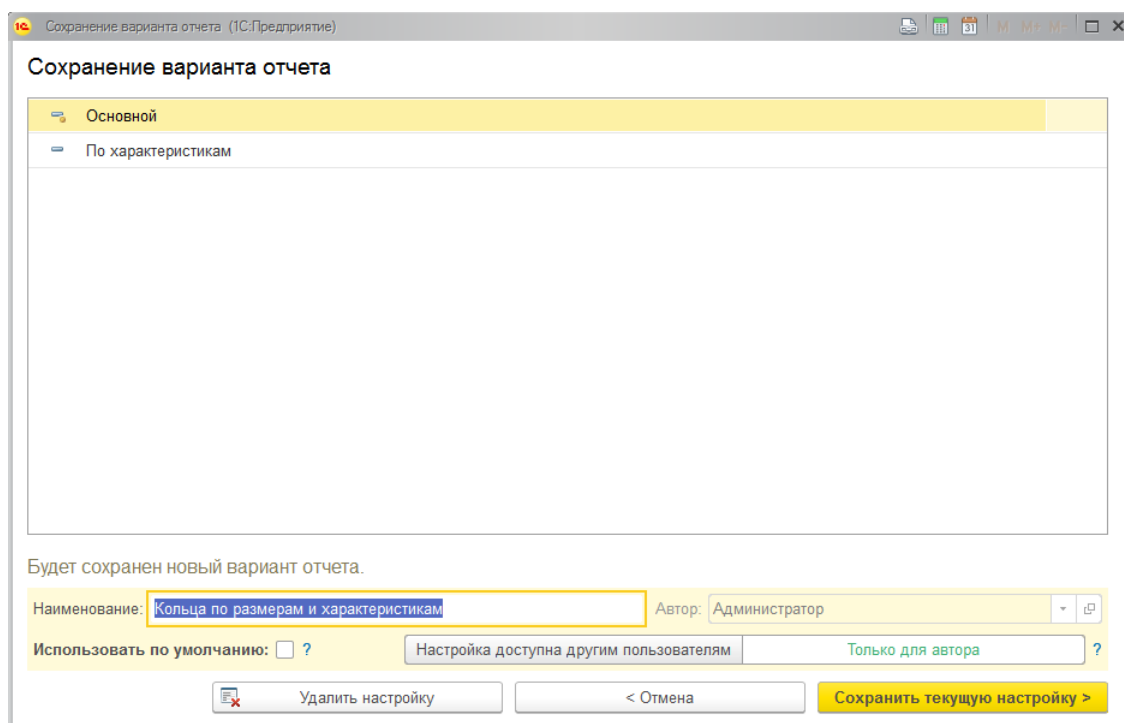 1С Сохранение варианта отчета (1С:Предприятие) 31 M M+ M-
Сохранение варианта отчета
Основной
По характеристикам
Будет сохранен новый вариант отчета.
Наименование: Кольца по размерам и характеристикам Автор: Администратор
Использовать по умолчанию: ? Настройка доступна другим пользователям Только для автора ?
Удалить настройку < Отмена Сохранить текущую настройку >